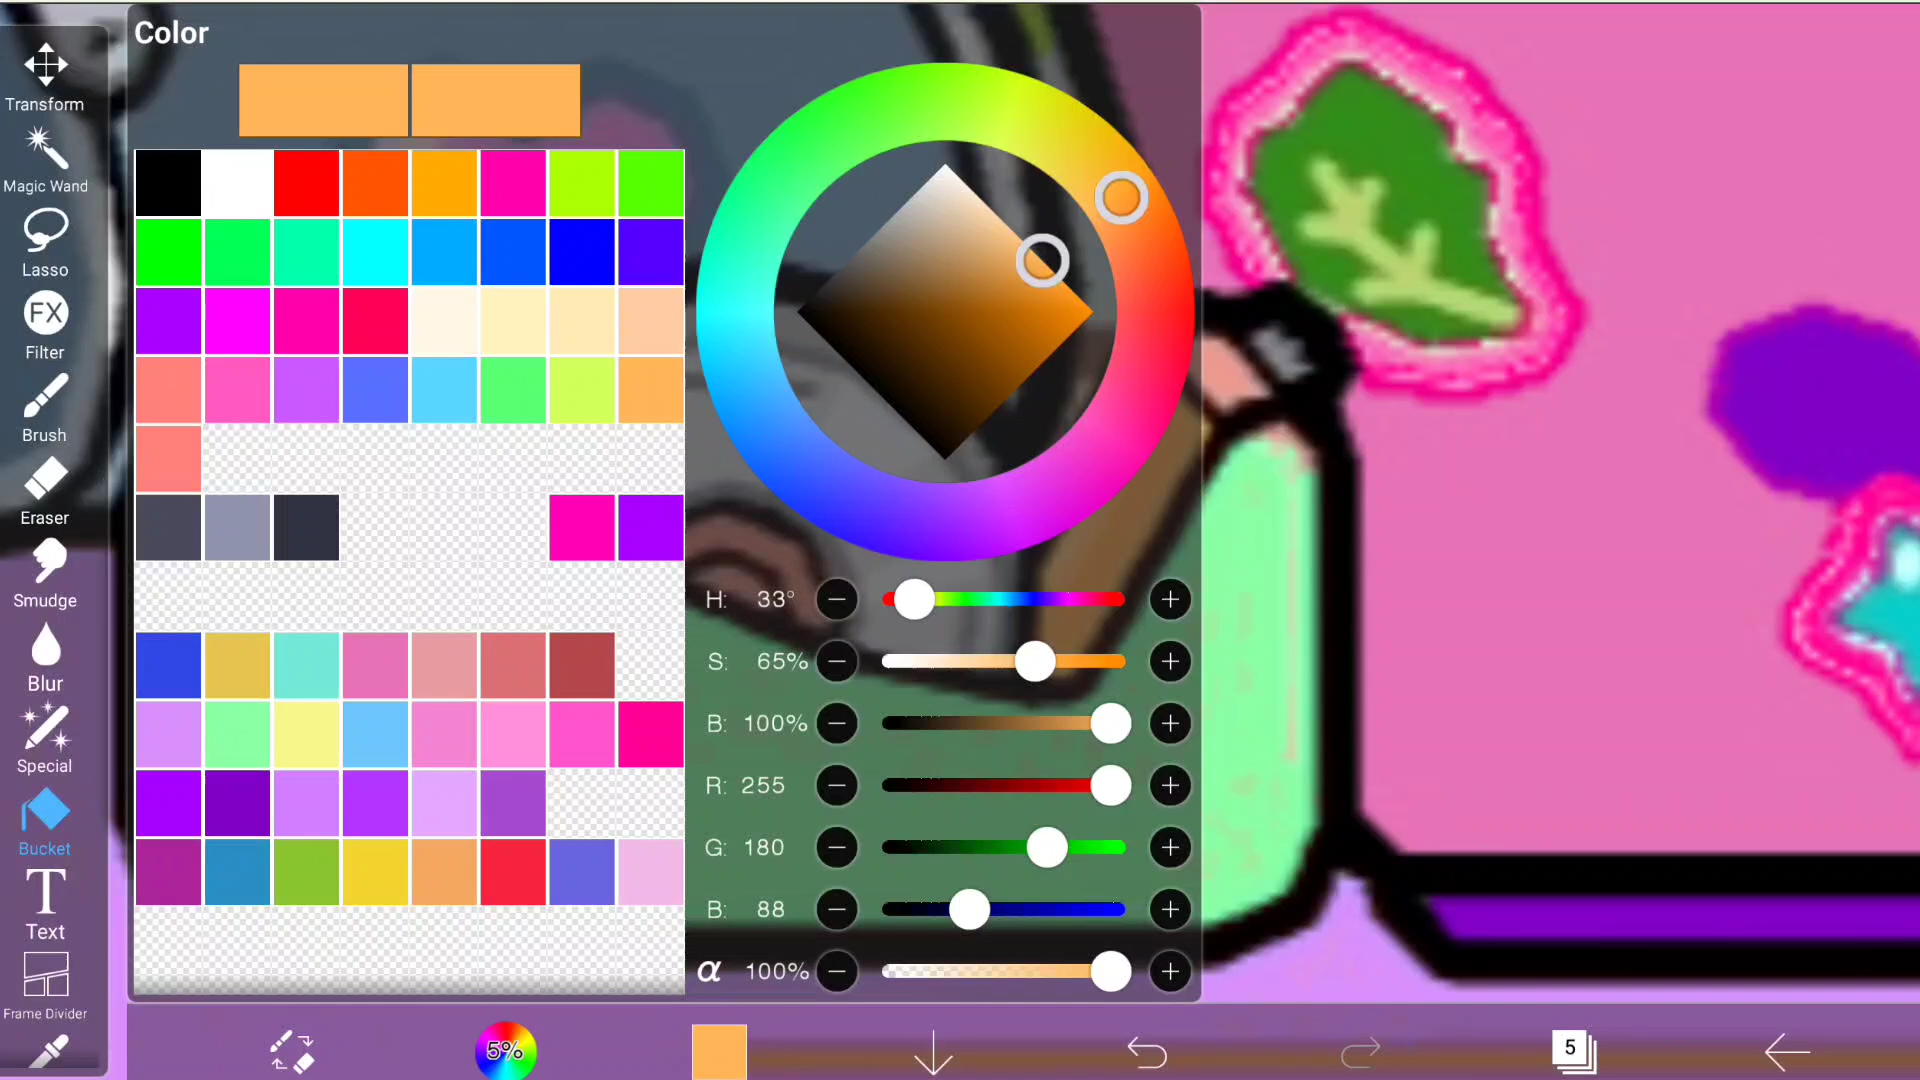 Color
Transform
Magic Wand
Lasso
FX
Filter
Brush
Eraser
Smudge
Blur
Special
Bucket
T
Text
Frame Divider
H: 33°
S: 65%
B: 100%
R: 255
G: 180
B: 88
α 100%
5%
5